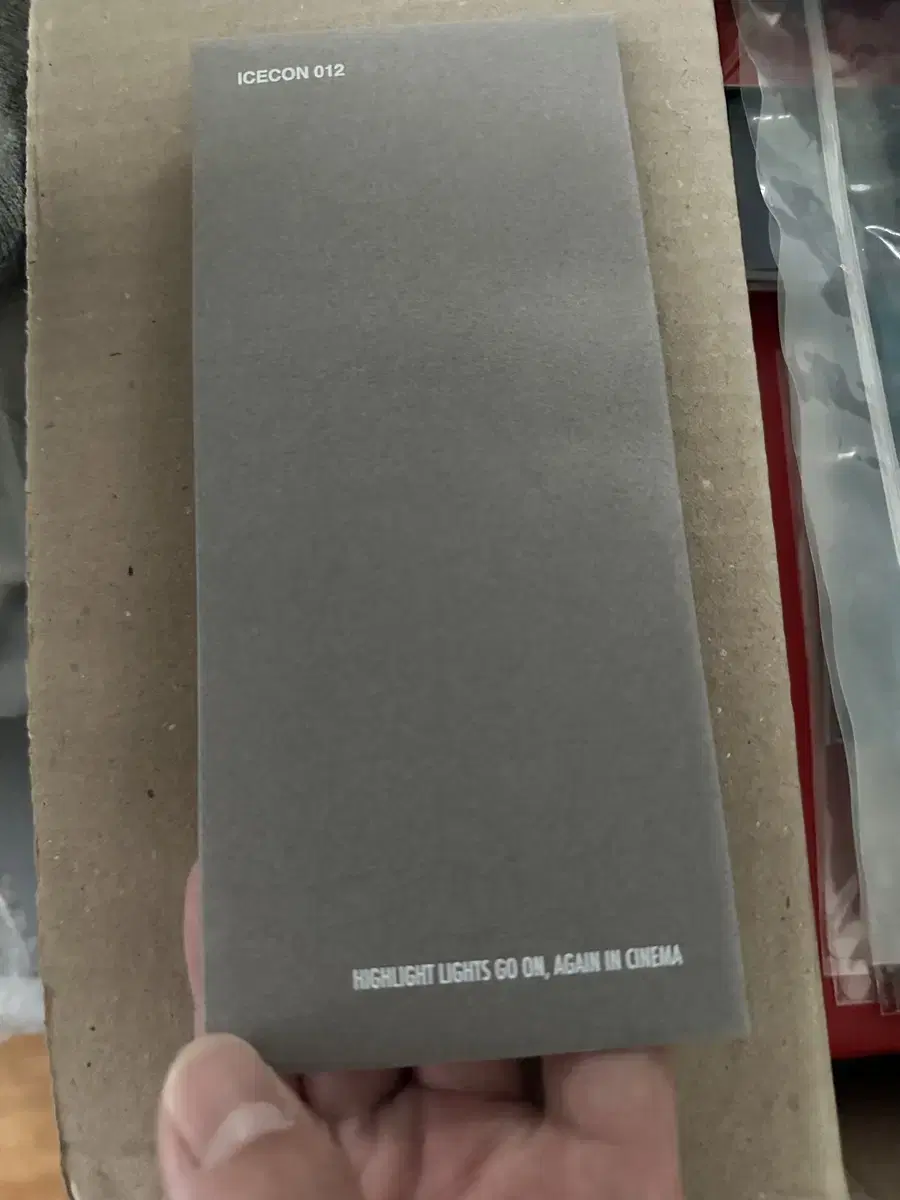 ICECON 012
HIGHLIGHT LIGHTS GO ON, AGAIN IN CINEMA